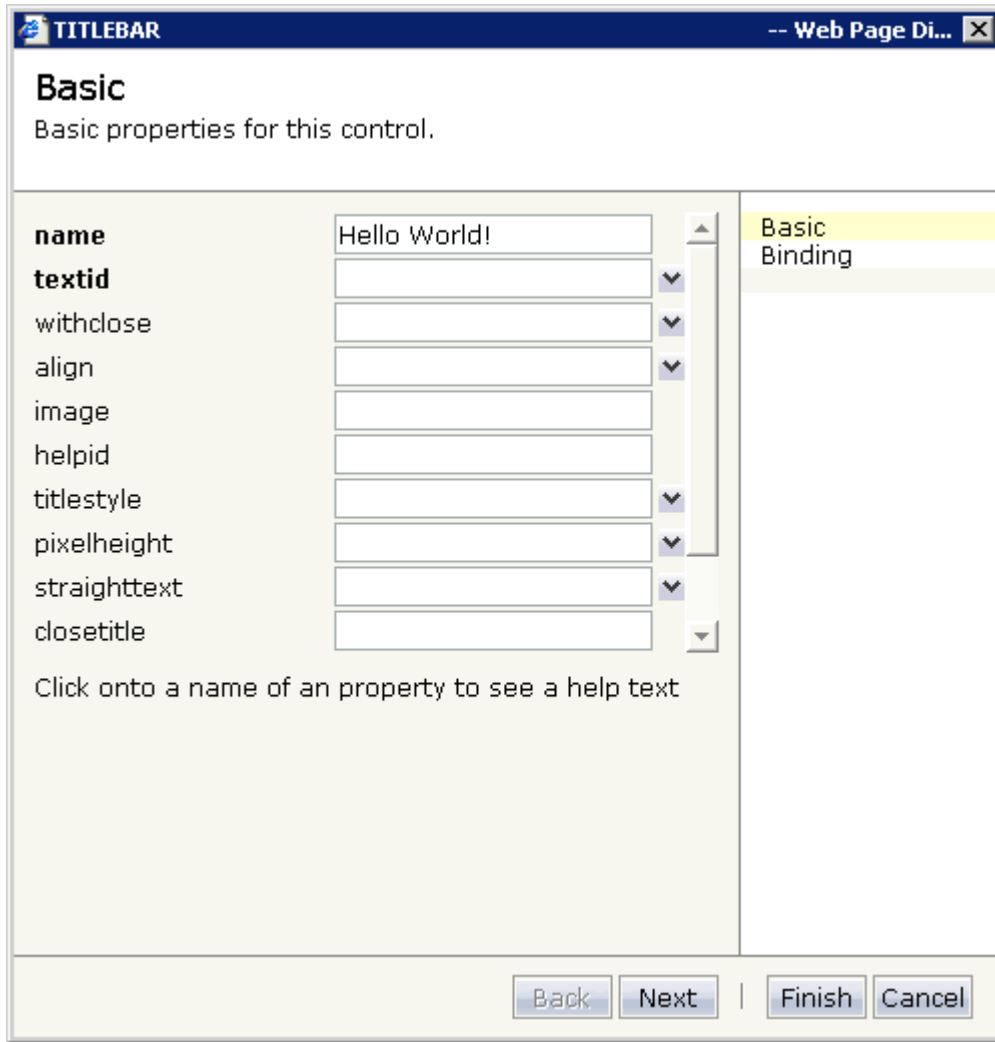 TITLEBAR -- Web Page Di...
Basic
Basic properties for this control.
name Hello World!
textid
withclose
align
image
helpid
titlestyle
pixelheight
straighttext
closetitle
Click onto a name of an property to see a help text
Basic
Binding
Back Next | Finish Cancel